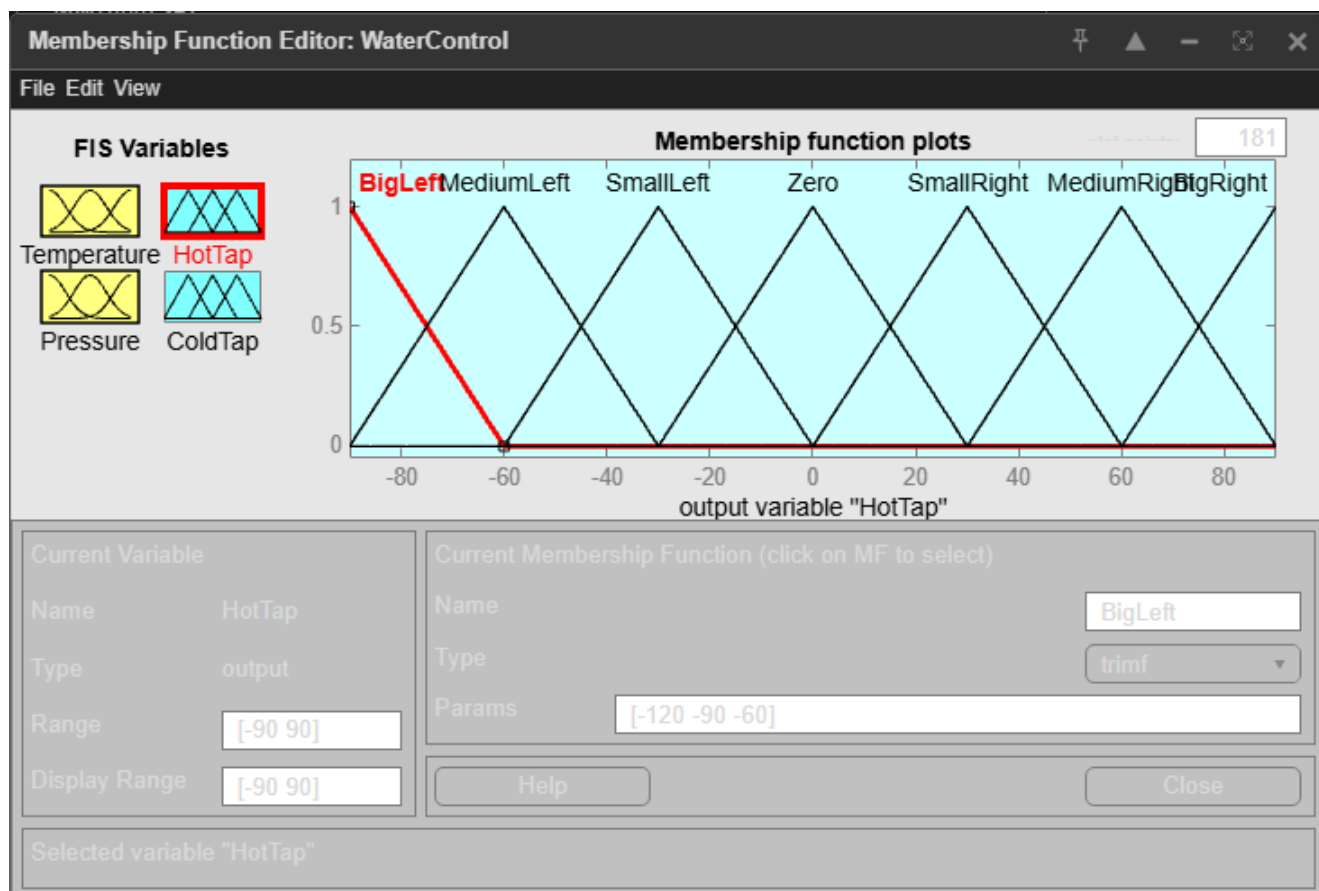 Membership Function Editor: WaterControl
File Edit View
FIS Variables
Temperature HotTap
Pressure ColdTap
Membership function plots
181
BigLeft MediumLeft SmallLeft Zero SmallRight MediumRight BigRight
1
0.5
0
-80 -60 -40 -20 0 20 40 60 80
output variable "HotTap"
Current Variable
Name HotTap
Type output
Range [-90 90]
Display Range [-90 90]
Current Membership Function (click on MF to select)
Name BigLeft
Type trimf
Params [-120 -90 -60]
Help Close
Selected variable "HotTap"